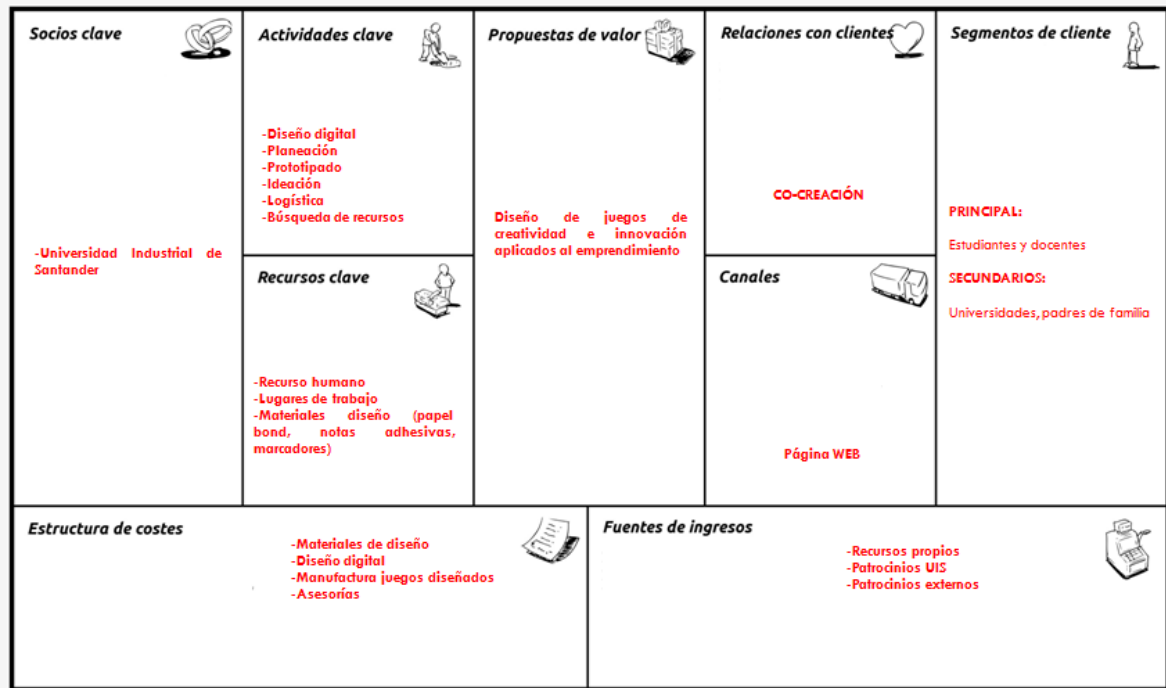 Socios clave
-Universidad Industrial de
Santander
Actividades clave
-Diseño digital
-Planeación
-Prototipado
-Ideación
-Logística
-Búsqueda de recursos
Recursos clave
-Recurso humano
-Lugares de trabajo
-Materiales diseño (papel
bond, notas adhesivas,
marcadores)
Propuestas de valor
Diseño de juegos de
creatividad e innovación
aplicados al emprendimiento
Relaciones con clientes
CO-CREACIÓN
Canales
Página WEB
Segmentos de cliente
PRINCIPAL:
Estudiantes y docentes
SECUNDARIOS:
Universidades, padres de familia
Estructura de costes
-Materiales de diseño
-Diseño digital
-Manufactura juegos diseñados
-Asesorías
Fuentes de ingresos
-Recursos propios
-Patrocinios UIS
-Patrocinios externos